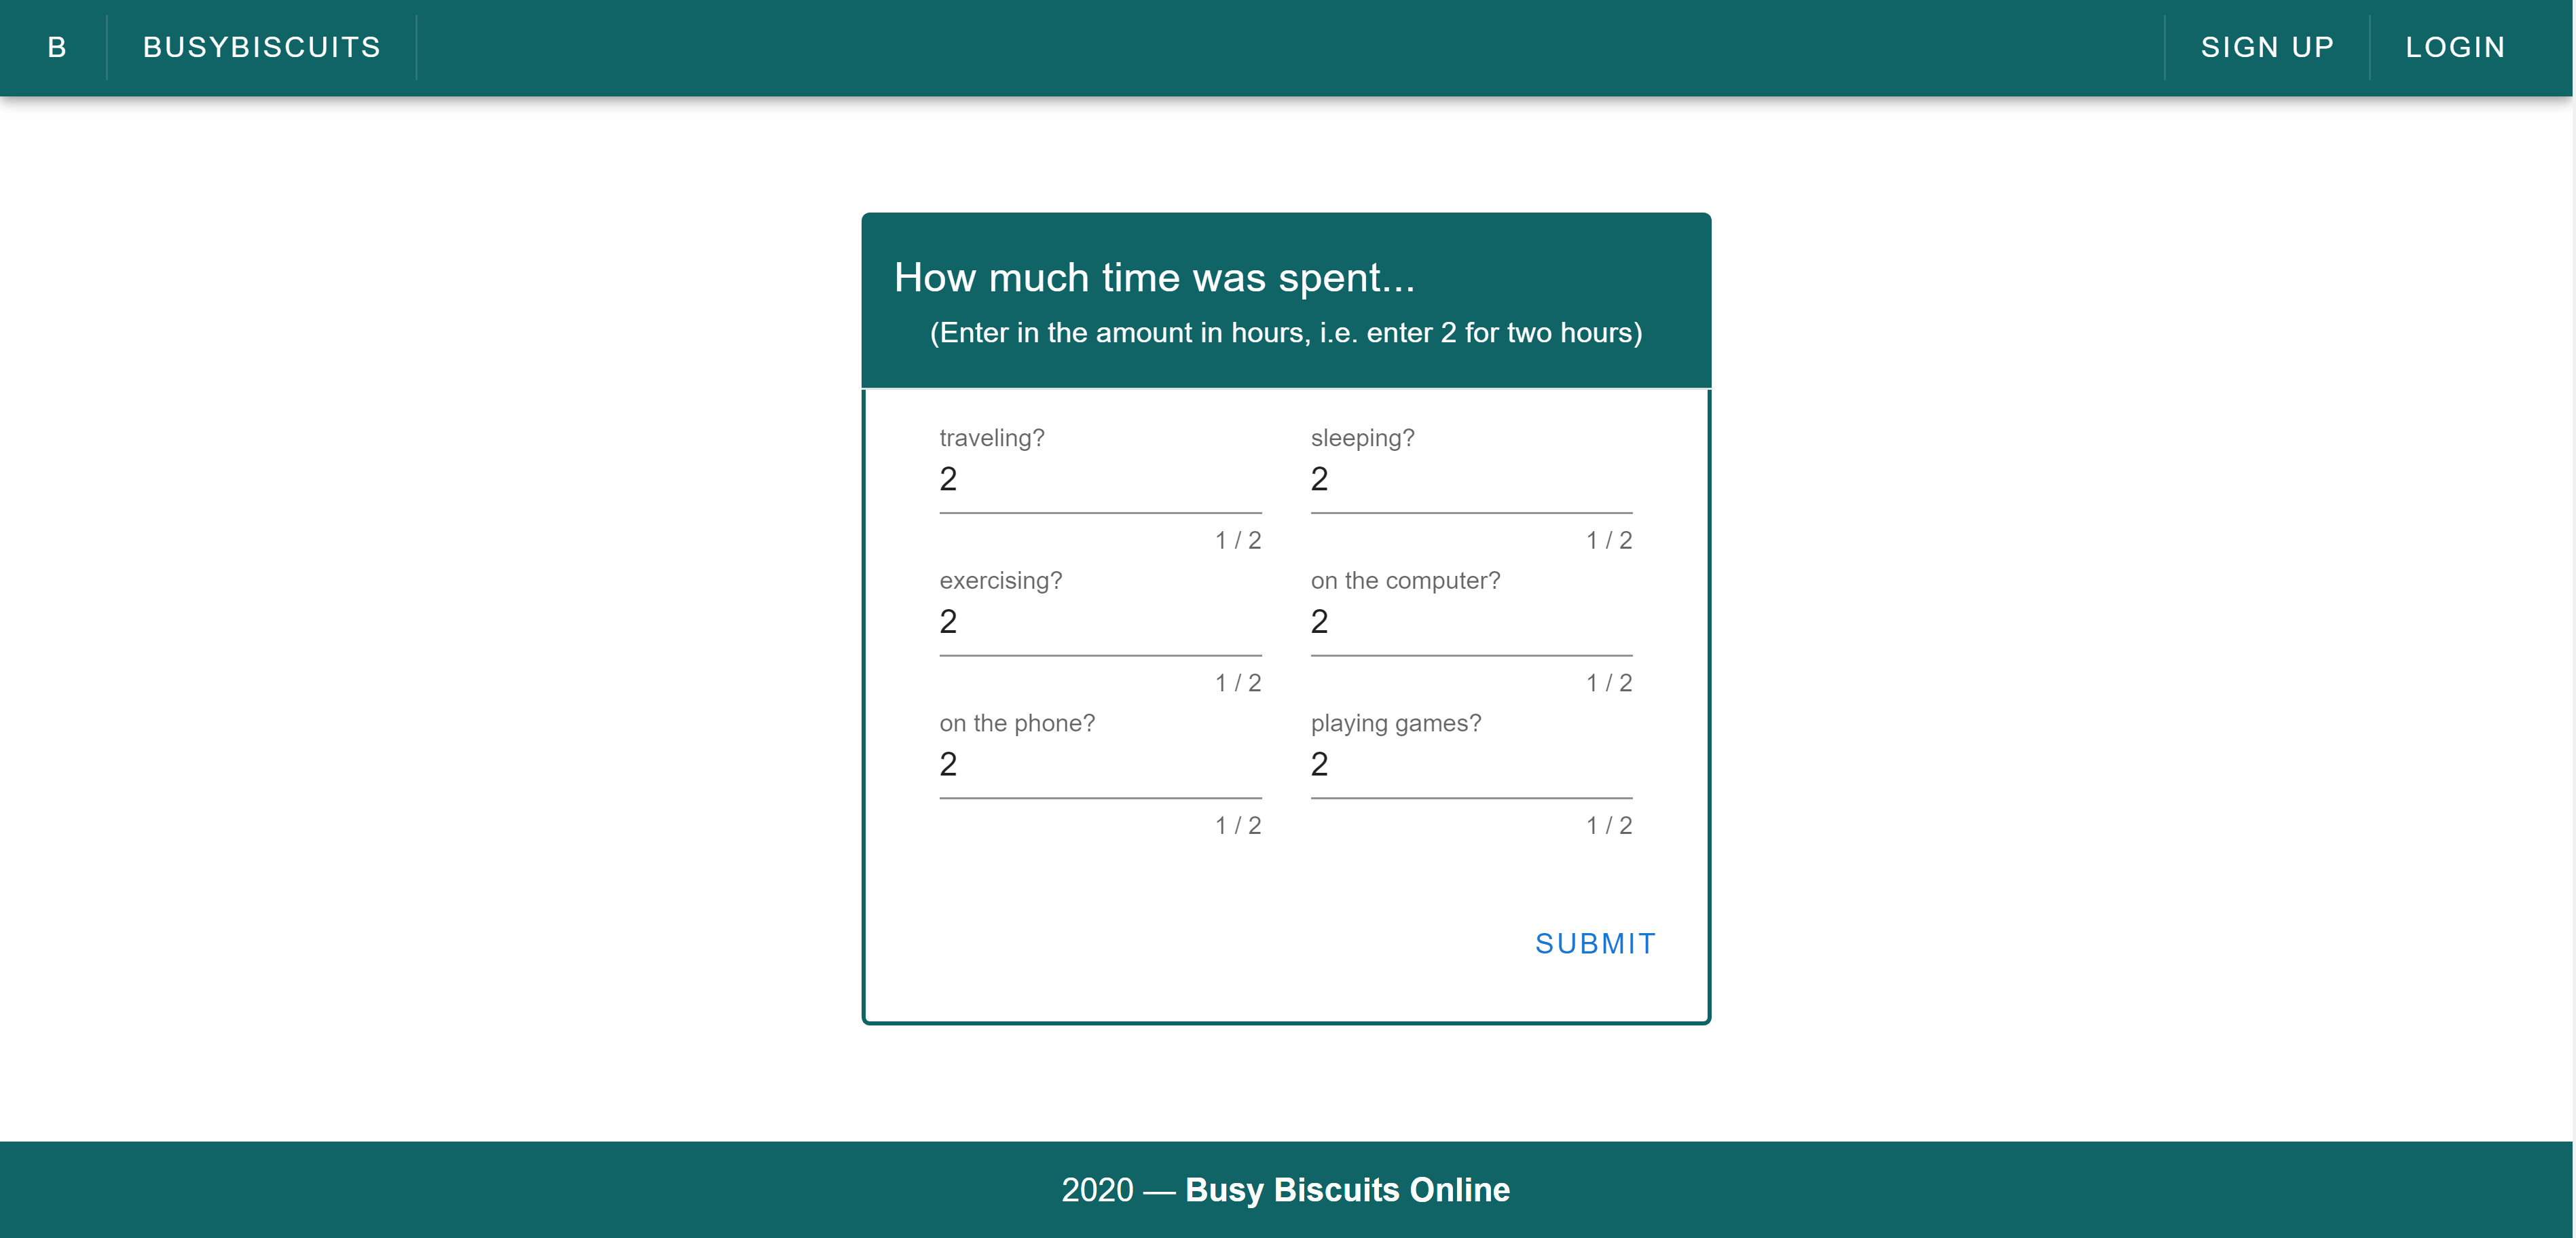 B BUSYBISCUITS SIGN UP LOGIN
How much time was spent...
(Enter in the amount in hours, i.e. enter 2 for two hours)
traveling? sleeping?
2 2
1 / 2 1 / 2
exercising? on the computer?
2 2
1 / 2 1 / 2
on the phone? playing games?
2 2
1 / 2 1 / 2
SUBMIT
2020 — Busy Biscuits Online